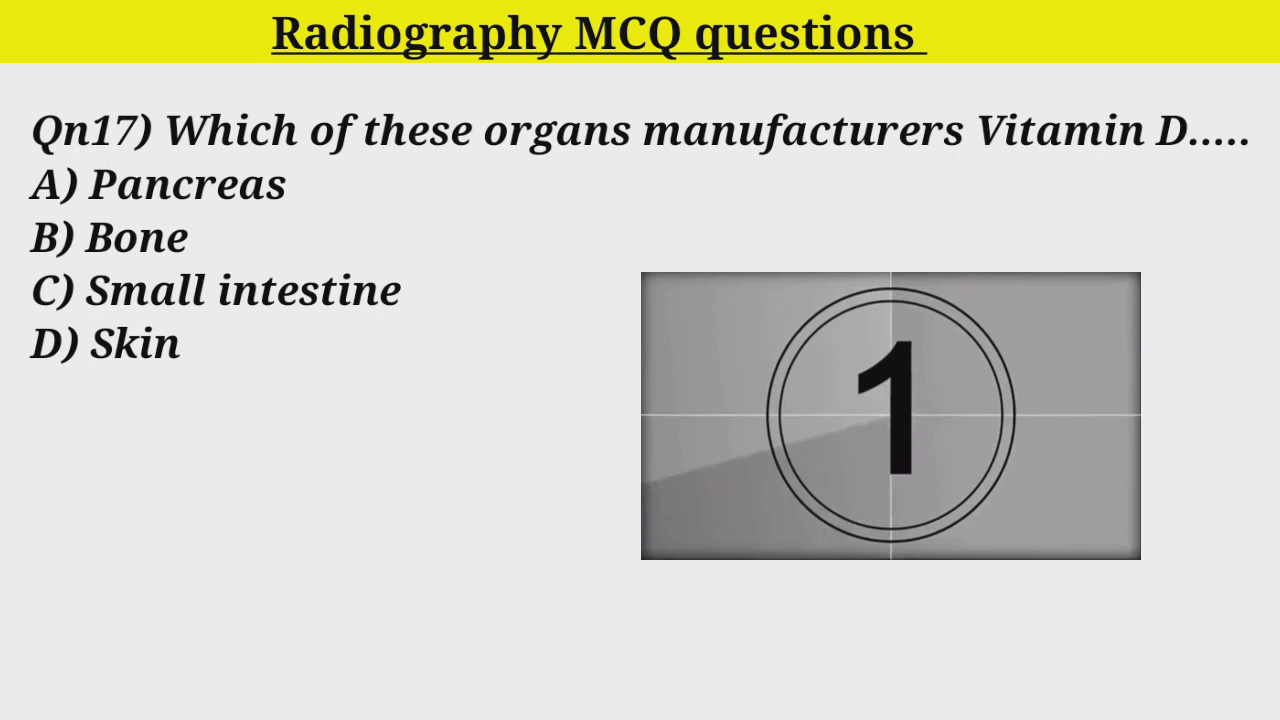 Radiography MCQ questions
Qn17) Which of these organs manufacturers Vitamin D.....
A) Pancreas
B) Bone
C) Small intestine
D) Skin
1